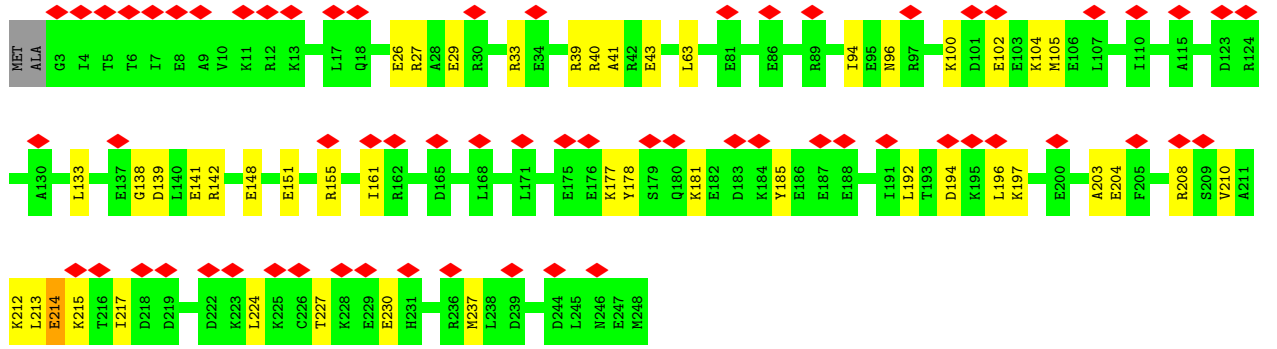 MET ALA G3 I4 T5 T6 I7 E8 A9 V10 K11 R12 K13 L17 Q18 E26 R27 A28 E29 R30 R33 E34 R39 R40 A41 R42 E43 L63 E81 E86 R89 I94 E95 N96 R97 K100 D101 E102 E103 K104 M105 E106 L107 I110 A115 D123 R124
A130 L133 E137 G138 D139 L140 E141 R142 E148 E151 R155 I161 R162 D165 L168 L171 E175 E176 K177 Y178 S179 Q180 K181 E182 D183 K184 Y185 E186 E187 E188 I191 L192 T193 D194 K195 L196 K197 E200 A203 E204 F205 R208 S209 V210 A211
K212 L213 E214 K215 T216 I217 D218 D219 D222 K223 L224 K225 C226 T227 K228 E229 E230 H231 R236 M237 L238 D239 D244 L245 N246 E247 M248